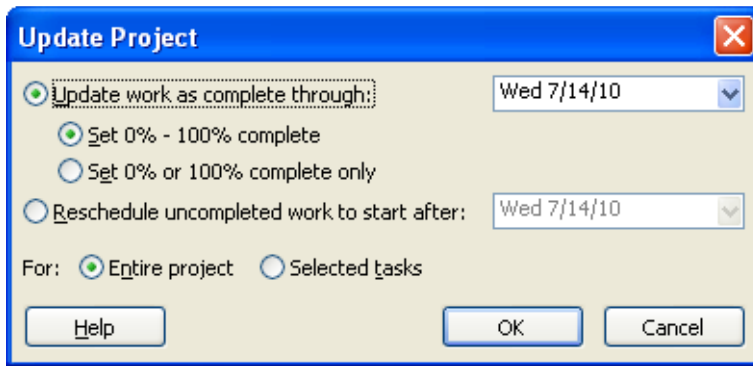 Update Project
Update work as complete through: Wed 7/14/10
Set 0% - 100% complete
Set 0% or 100% complete only
Reschedule uncompleted work to start after: Wed 7/14/10
For: Entire project Selected tasks
Help OK Cancel